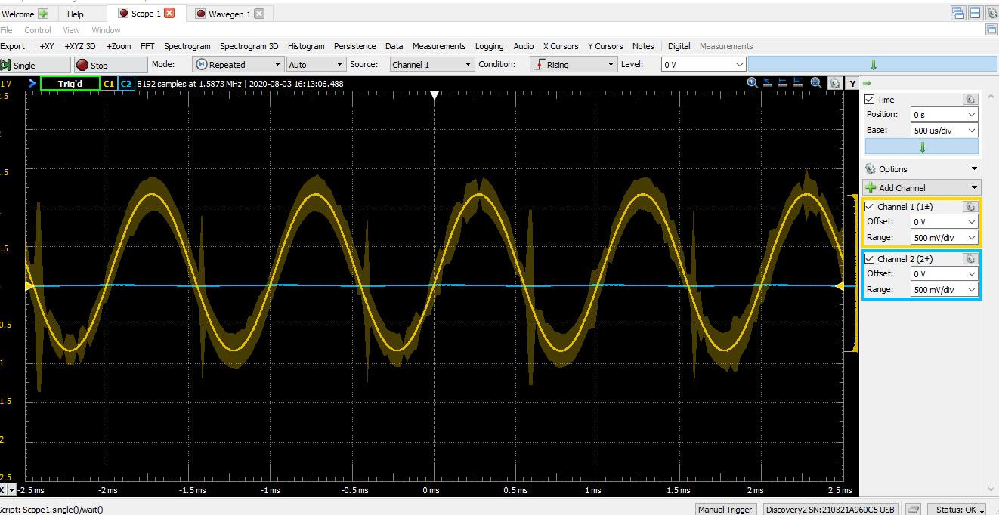 Welcome Help Scope 1 Wavegen 1
File Control View Window
Export +XY +XYZ 3D +Zoom FFT Spectrogram Spectrogram 3D Histogram Persistence Data Measurements Logging Audio X Cursors Y Cursors Notes Digital Measurements
Single Stop Mode: Repeated Auto Source: Channel 1 Condition: Rising Level: 0 V
1 V Trig'd C1 C2 8192 samples at 1.5873 MHz | 2020-08-03 16:13:06.488 Y
.5
2
.5
.5
0.5
1
1.5
2
2.5
X -2.5 ms -2 ms -1.5 ms -1 ms -0.5 ms 0 ms 0.5 ms 1 ms 1.5 ms 2 ms 2.5 ms
Time
Position: 0 s
Base: 500 us/div
Options
Add Channel
Channel 1 (1±)
Offset: 0 V
Range: 500 mV/div
Channel 2 (2±)
Offset: 0 V
Range: 500 mV/div
Script: Scope1.single()/wait() Manual Trigger Discovery2 SN:210321A960C5 USB Status: OK